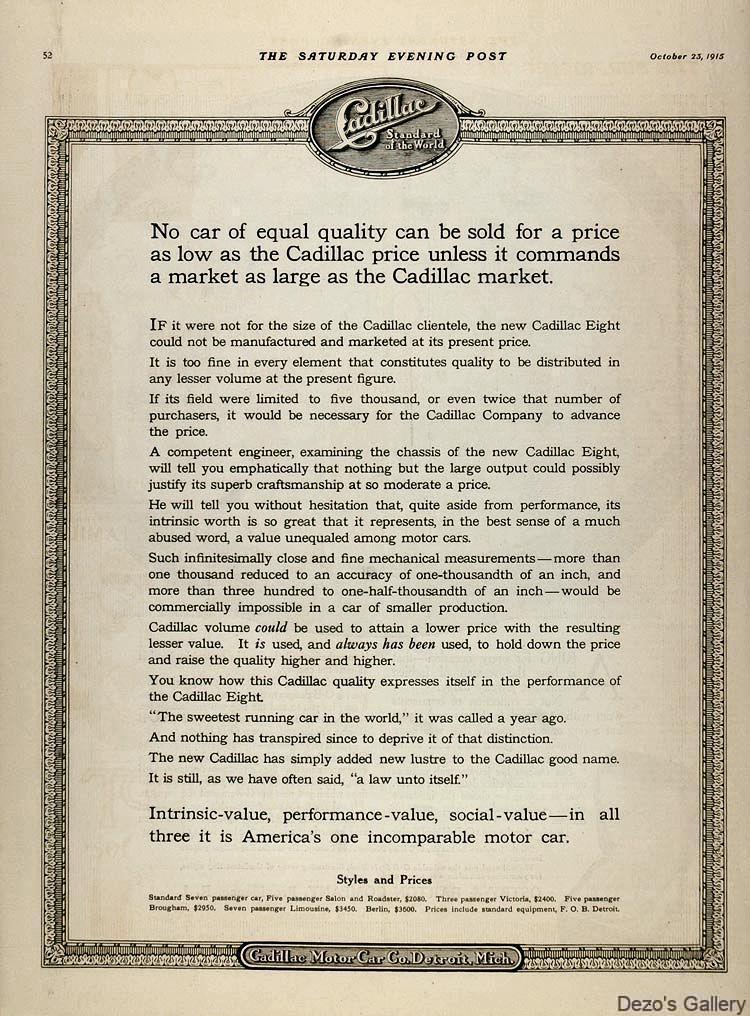 52
THE SATURDAY EVENING POST
October 23, 1915
Cadillac
Standard
of the World
No car of equal quality can be sold for a price
as low as the Cadillac price unless it commands
a market as large as the Cadillac market.
IF it were not for the size of the Cadillac clientele, the new Cadillac Eight
could not be manufactured and marketed at its present price.
It is too fine in every element that constitutes quality to be distributed in
any lesser volume at the present figure.
If its field were limited to five thousand, or even twice that number of
purchasers, it would be necessary for the Cadillac Company to advance
the price.
A competent engineer, examining the chassis of the new Cadillac Eight,
will tell you emphatically that nothing but the large output could possibly
justify its superb craftsmanship at so moderate a price.
He will tell you without hesitation that, quite aside from performance, its
intrinsic worth is so great that it represents, in the best sense of a much
abused word, a value unequaled among motor cars.
Such infinitesimally close and fine mechanical measurements—more than
one thousand reduced to an accuracy of one-thousandth of an inch, and
more than three hundred to one-half-thousandth of an inch—would be
commercially impossible in a car of smaller production.
Cadillac volume could be used to attain a lower price with the resulting
lesser value. It is used, and always has been used, to hold down the price
and raise the quality higher and higher.
You know how this Cadillac quality expresses itself in the performance of
the Cadillac Eight.
"The sweetest running car in the world," it was called a year ago.
And nothing has transpired since to deprive it of that distinction.
The new Cadillac has simply added new lustre to the Cadillac good name.
It is still, as we have often said, "a law unto itself."
Intrinsic-value, performance-value, social-value—in all
three it is America's one incomparable motor car.
Styles and Prices
Standard Seven passenger car, Five passenger Salon and Roadster, $2080. Three passenger Victoria, $2400. Five passenger
Brougham, $2950. Seven passenger Limousine, $3450. Berlin, $3600. Prices include standard equipment, F. O. B. Detroit.
Cadillac Motor Car Co. Detroit, Mich.
Dezo's Gallery